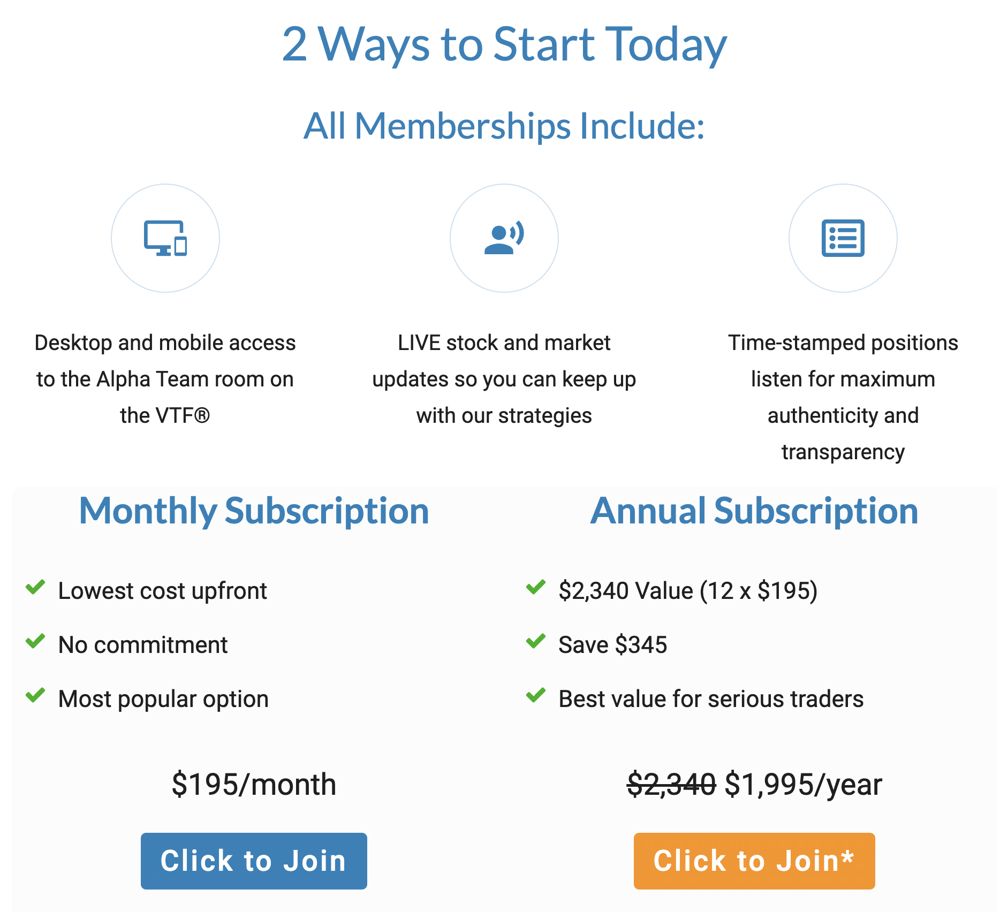 2 Ways to Start Today
All Memberships Include:
Desktop and mobile access
to the Alpha Team room on
the VTF®
LIVE stock and market
updates so you can keep up
with our strategies
Time-stamped positions
listen for maximum
authenticity and
transparency
Monthly Subscription
Lowest cost upfront
No commitment
Most popular option
$195/month
Click to Join
Annual Subscription
$2,340 Value (12 x $195)
Save $345
Best value for serious traders
$2,340 $1,995/year
Click to Join*